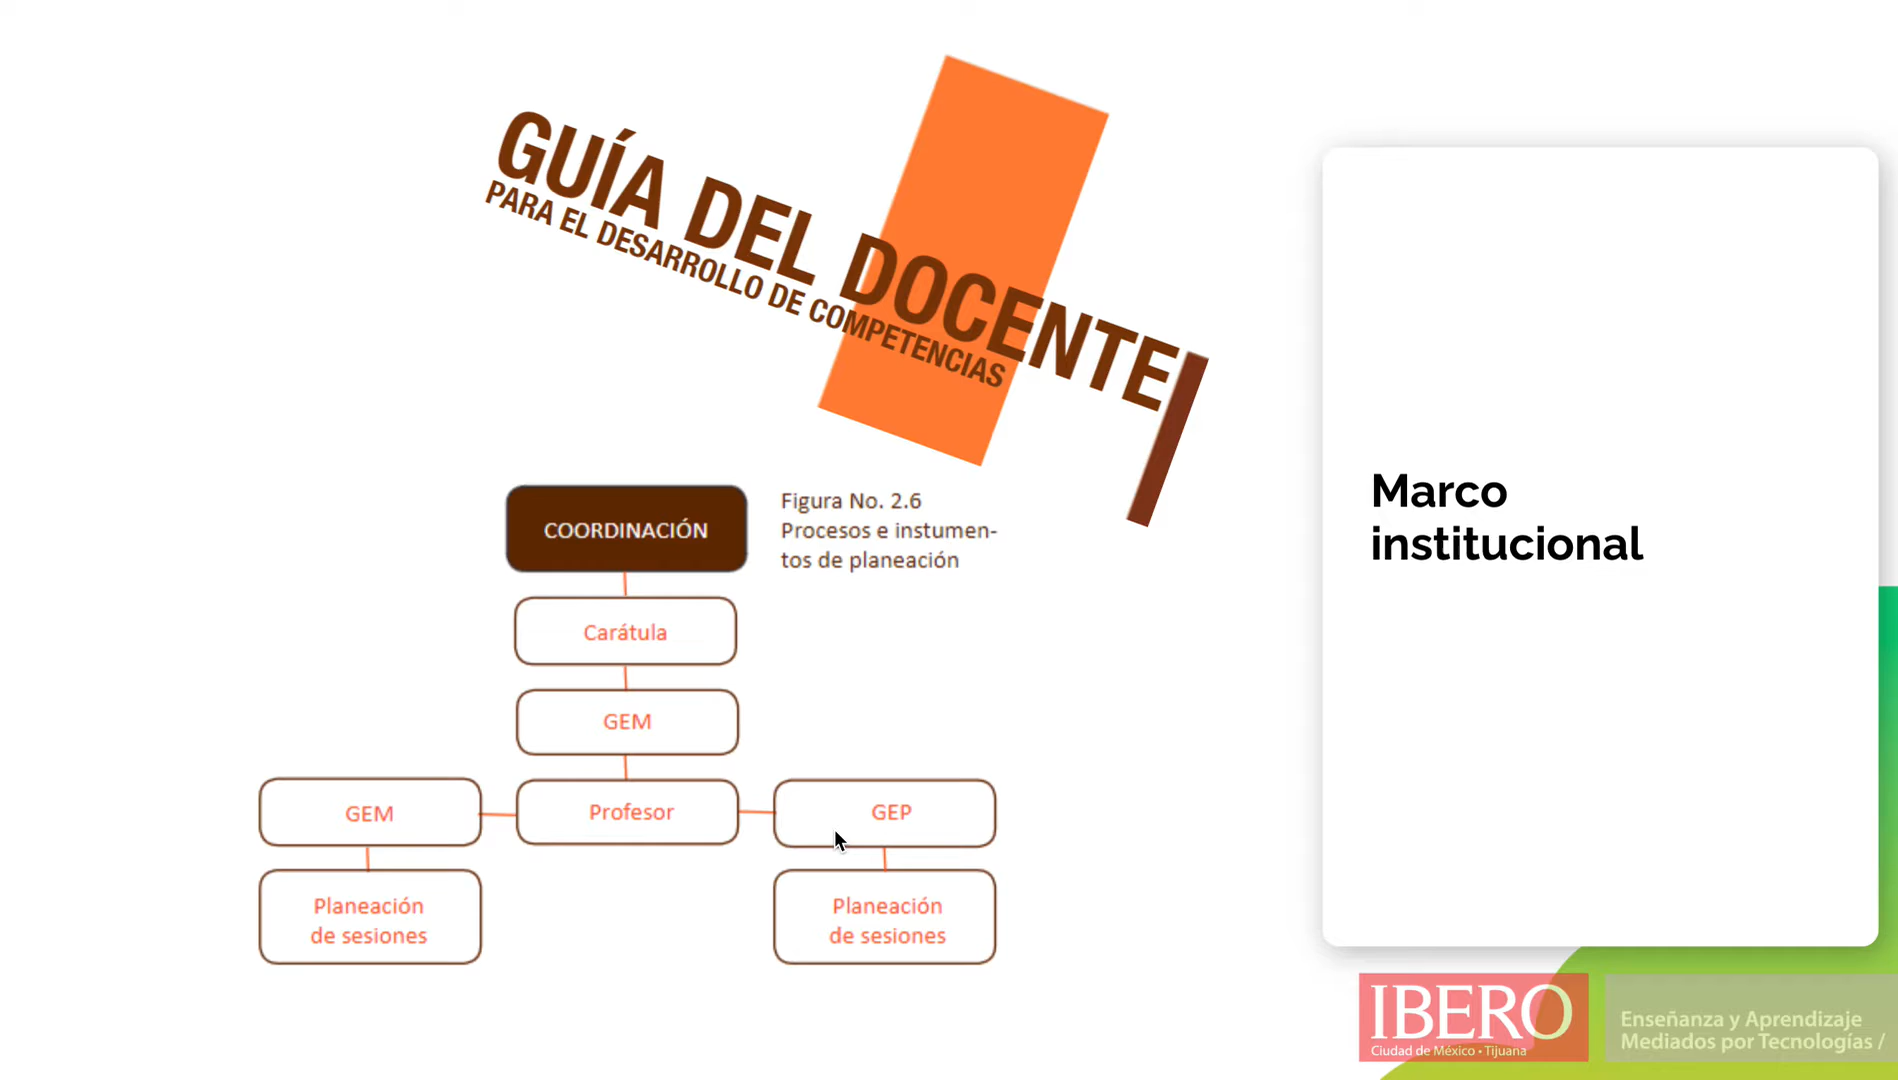 GUÍA DEL DOCENTE
PARA EL DESARROLLO DE COMPETENCIAS
COORDINACIÓN
Figura No. 2.6
Procesos e instumen-
tos de planeación
Carátula
GEM
GEM
Profesor
GEP
Planeación
de sesiones
Planeación
de sesiones
Marco
institucional
IBERO
Ciudad de México • Tijuana
Enseñanza y Aprendizaje
Mediados por Tecnologías /